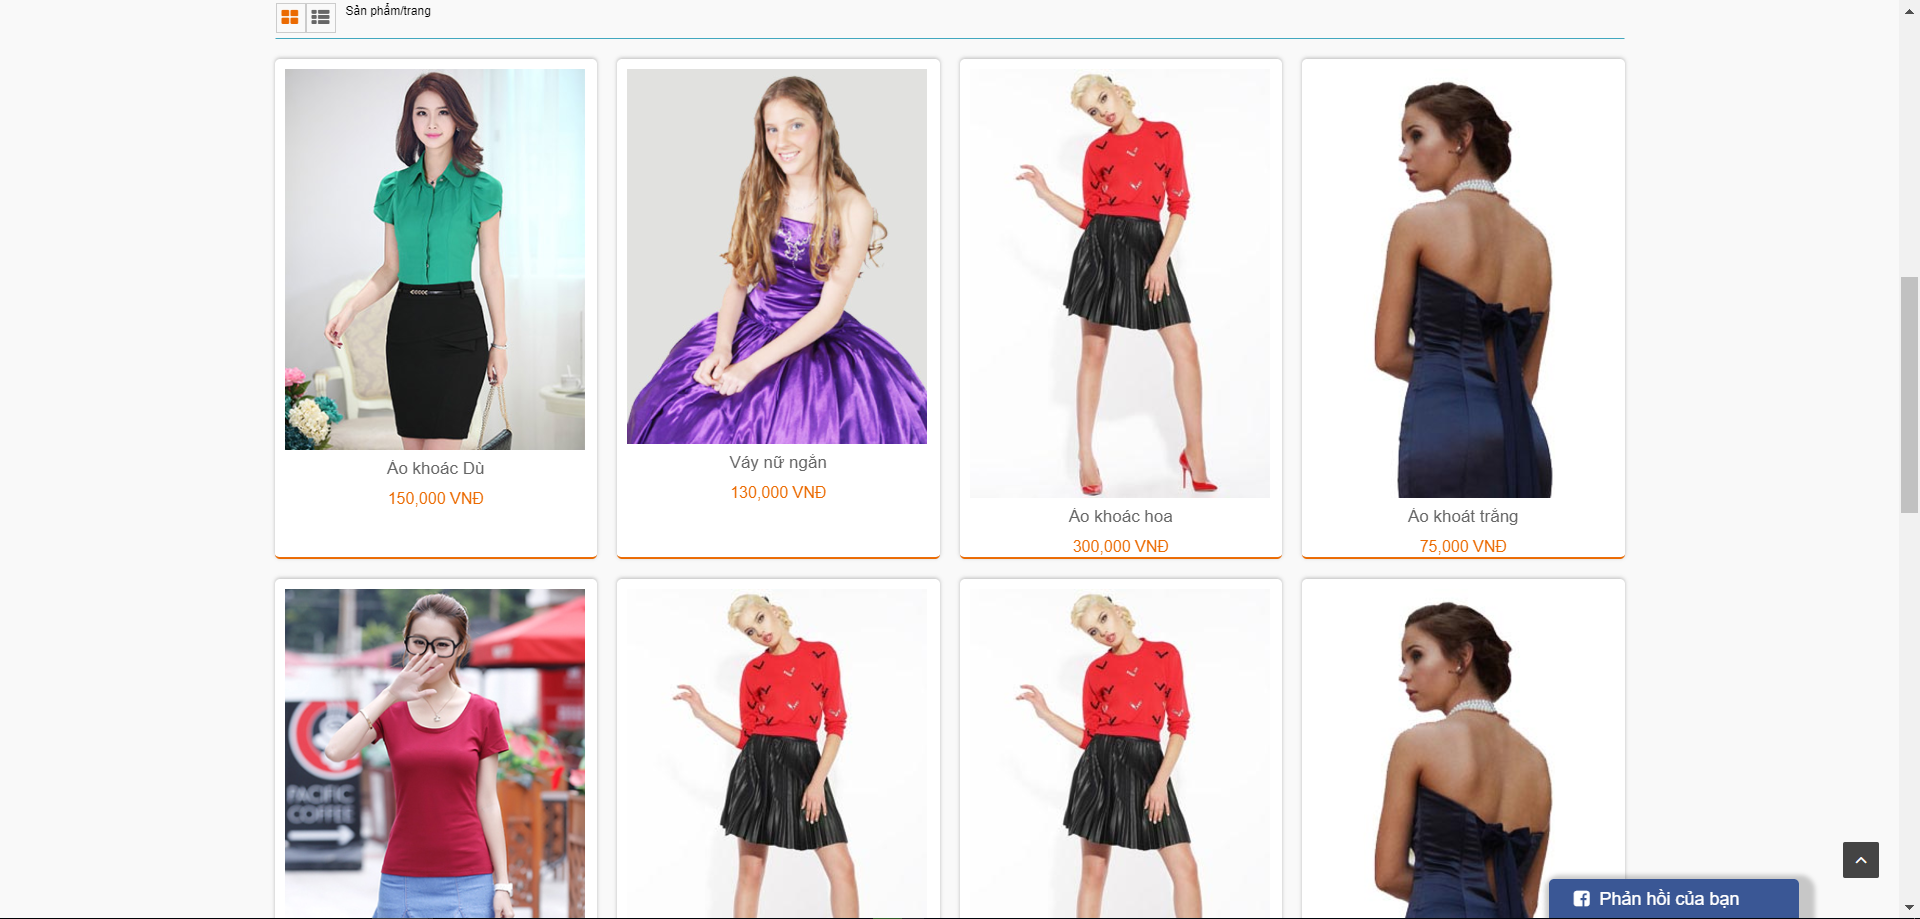 Sản phẩm/trang
Áo khoác Dù
150,000 VNĐ
Váy nữ ngắn
130,000 VNĐ
Áo khoác hoa
300,000 VNĐ
Áo khoát trắng
75,000 VNĐ
PACIFIC
COFFEE
Phản hồi của bạn